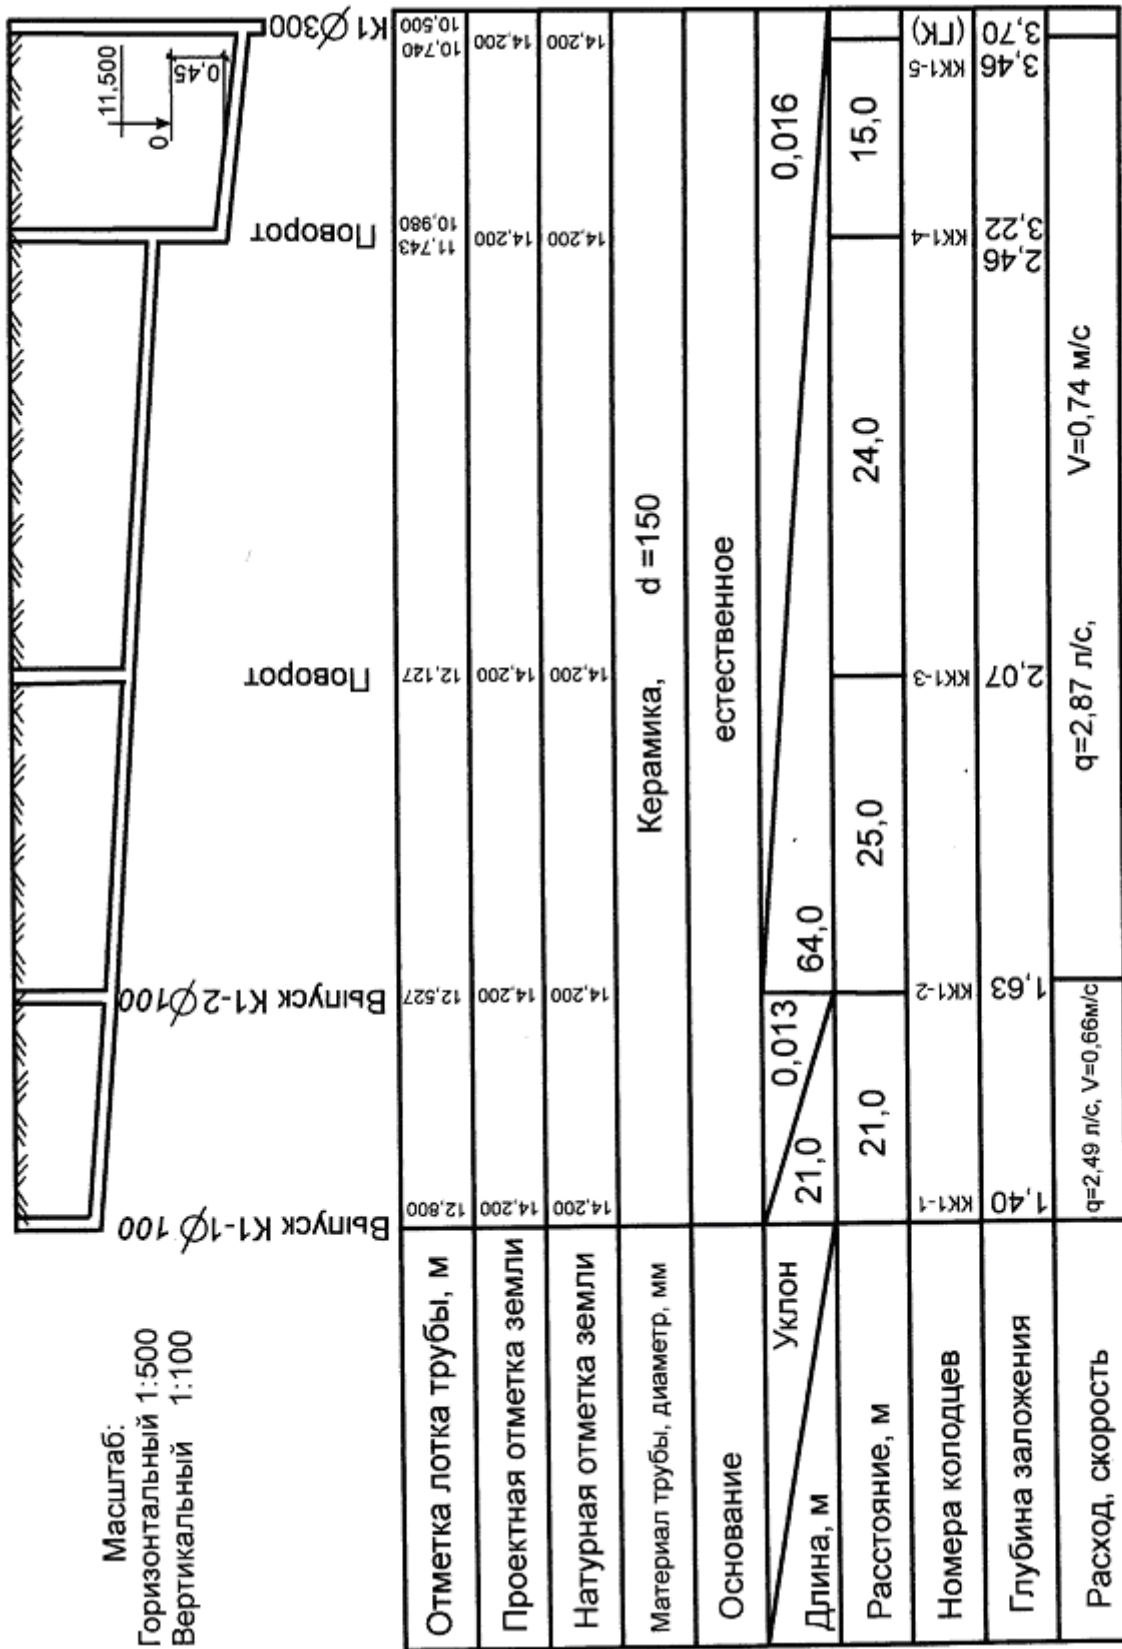 Масштаб:
Горизонтальный 1:500
Вертикальный 1:100
Выпуск К1-1∅ 100
Выпуск К1-2∅100
Поворот
Поворот
К1 ∅300
11,500
0
0,45
Отметка лотка трубы, м
12,800
12,527
12,127
11,743
10,980
10,740
10,500
Проектная отметка земли
14,200
14,200
14,200
14,200
14,200
Натурная отметка земли
14,200
14,200
14,200
14,200
14,200
Материал трубы, диаметр, мм
Керамика, d =150
Основание
естественное
Уклон
Длина, м
0,013
21,0
0,016
64,0
Расстояние, м
21,0
25,0
24,0
15,0
Номера колодцев
КК1-1
КК1-2
КК1-3
КК1-4
КК1-5
(ГК)
Глубина заложения
1,40
1,63
2,07
2,46
3,22
3,46
3,70
Расход, скорость
q=2,49 л/с, V=0,66м/с
q=2,87 л/с, V=0,74 м/с